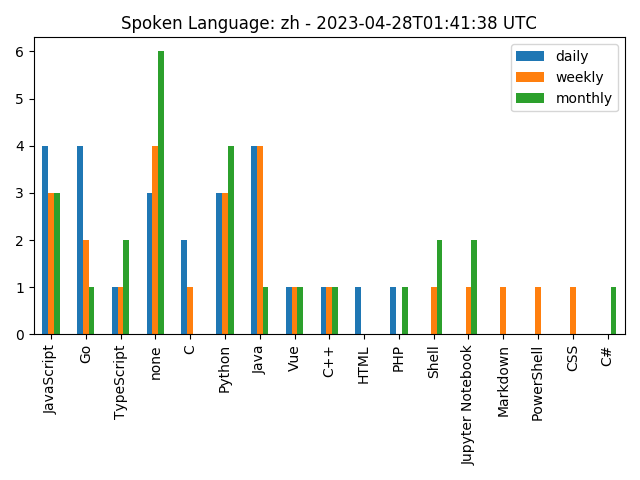 Spoken Language: zh - 2023-04-28T01:41:38 UTC
daily
weekly
monthly
6
5
4
3
2
1
0
JavaScript
Go
TypeScript
none
C
Python
Java
Vue
C++
HTML
PHP
Shell
Jupyter Notebook
Markdown
PowerShell
CSS
C#